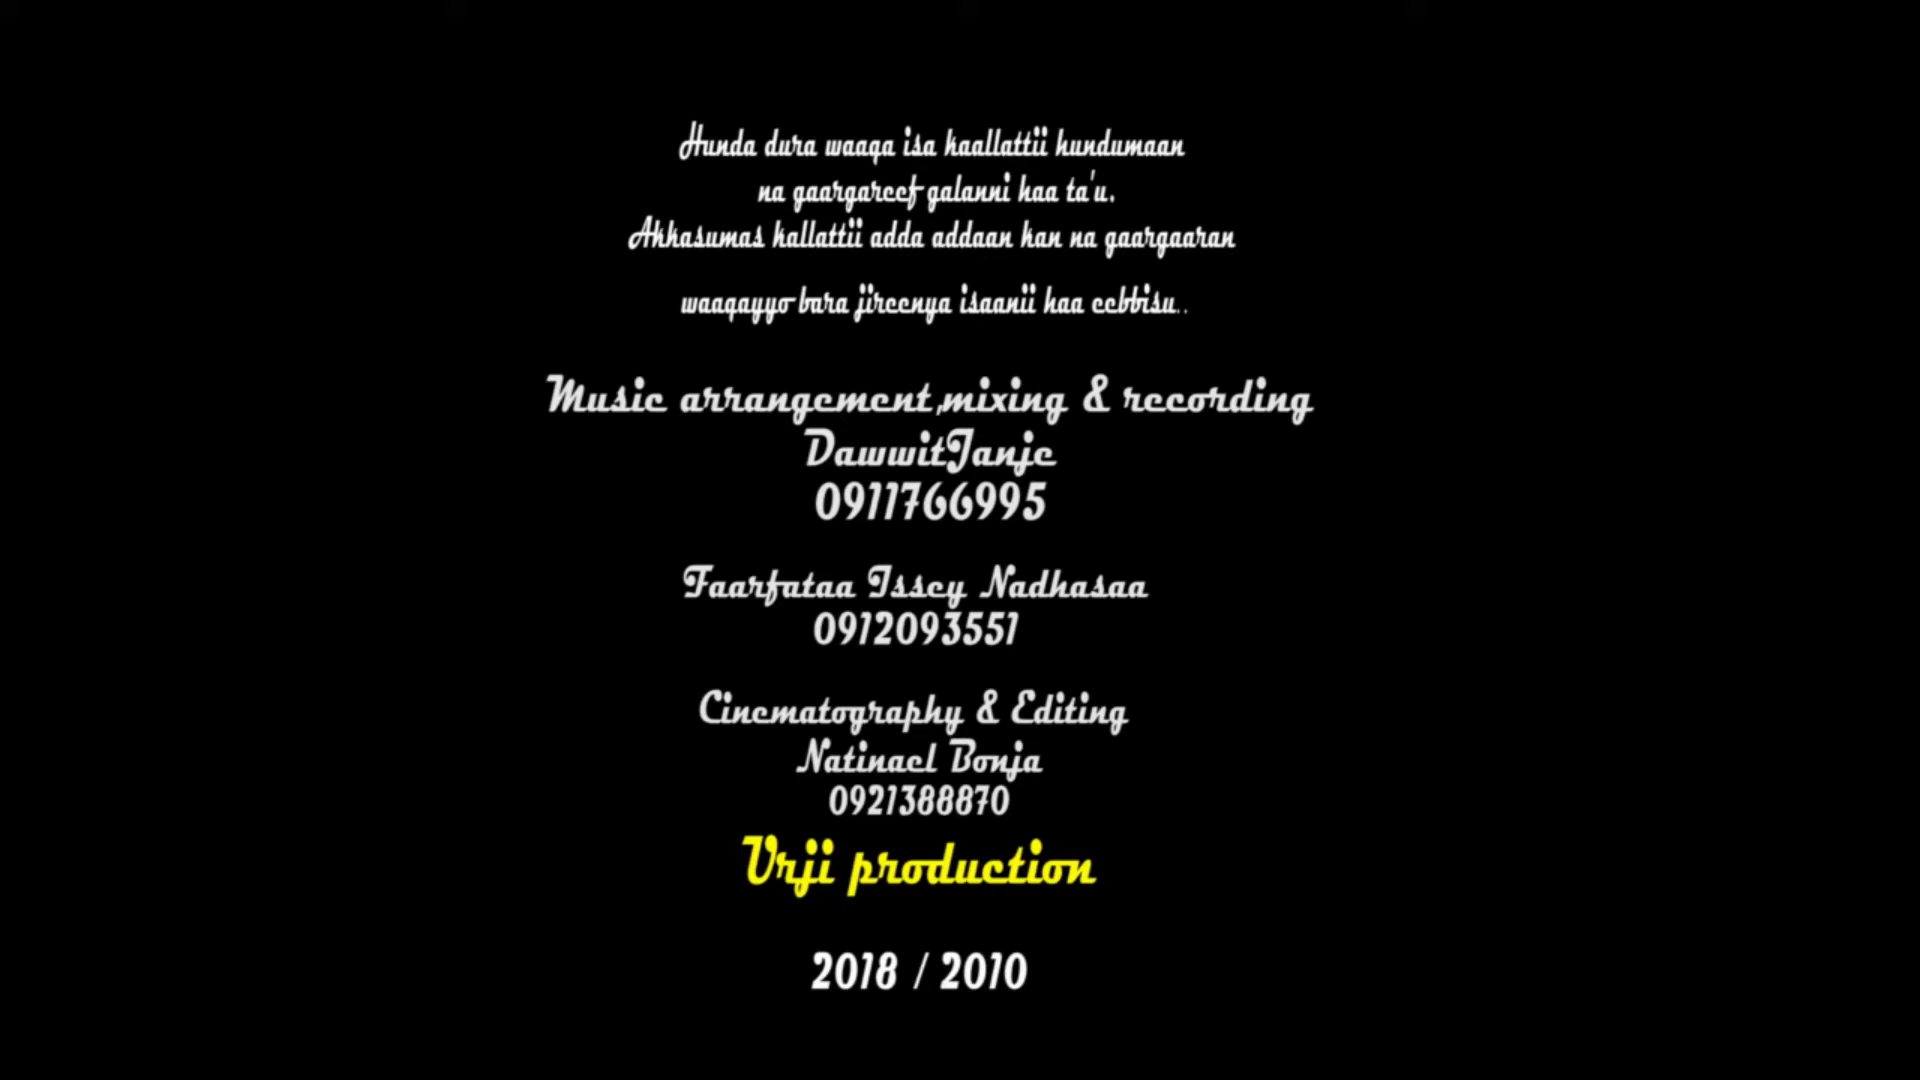 Hunda dura waaqa isa kaallattii hundumaan
na gaargareef galanni haa ta'u.
Akkasumas kallattii adda addaan kan na gaargaaran
waaqayyo bara jireenya isaanii haa eebbisu..
Music arrangement,mixing & recording
DawwitJanje
0911766995
Faarfataa Issey Nadhasaa
0912093551
Cinematography & Editing
Natinael Bonja
0921388870
Urji production
2018 / 2010